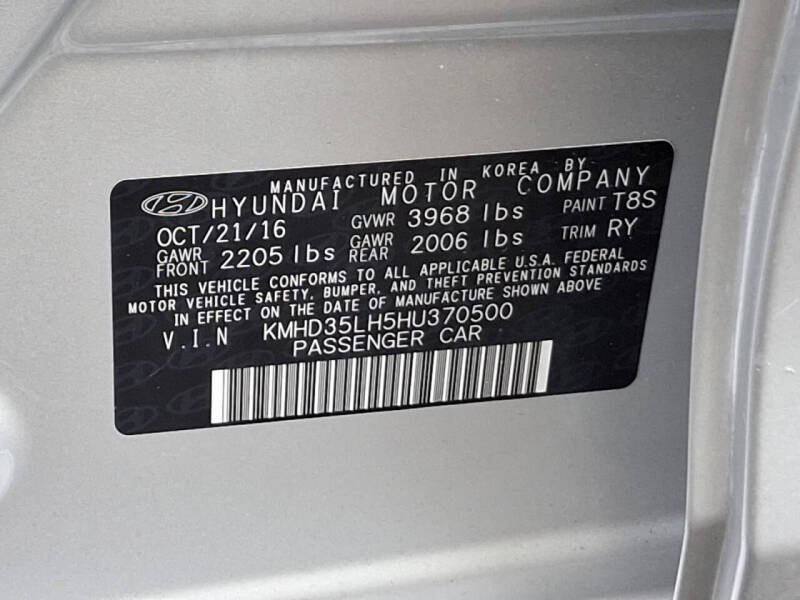 MANUFACTURED IN KOREA BY
HYUNDAI MOTOR COMPANY
OCT/21/16 GVWR 3968 lbs PAINT T8S
GAWR FRONT 2205 lbs GAWR REAR 2006 lbs TRIM RY
THIS VEHICLE CONFORMS TO ALL APPLICABLE U.S.A. FEDERAL
MOTOR VEHICLE SAFETY, BUMPER, AND THEFT PREVENTION STANDARDS
IN EFFECT ON THE DATE OF MANUFACTURE SHOWN ABOVE
V.I.N KMHD35LH5HU370500
PASSENGER CAR